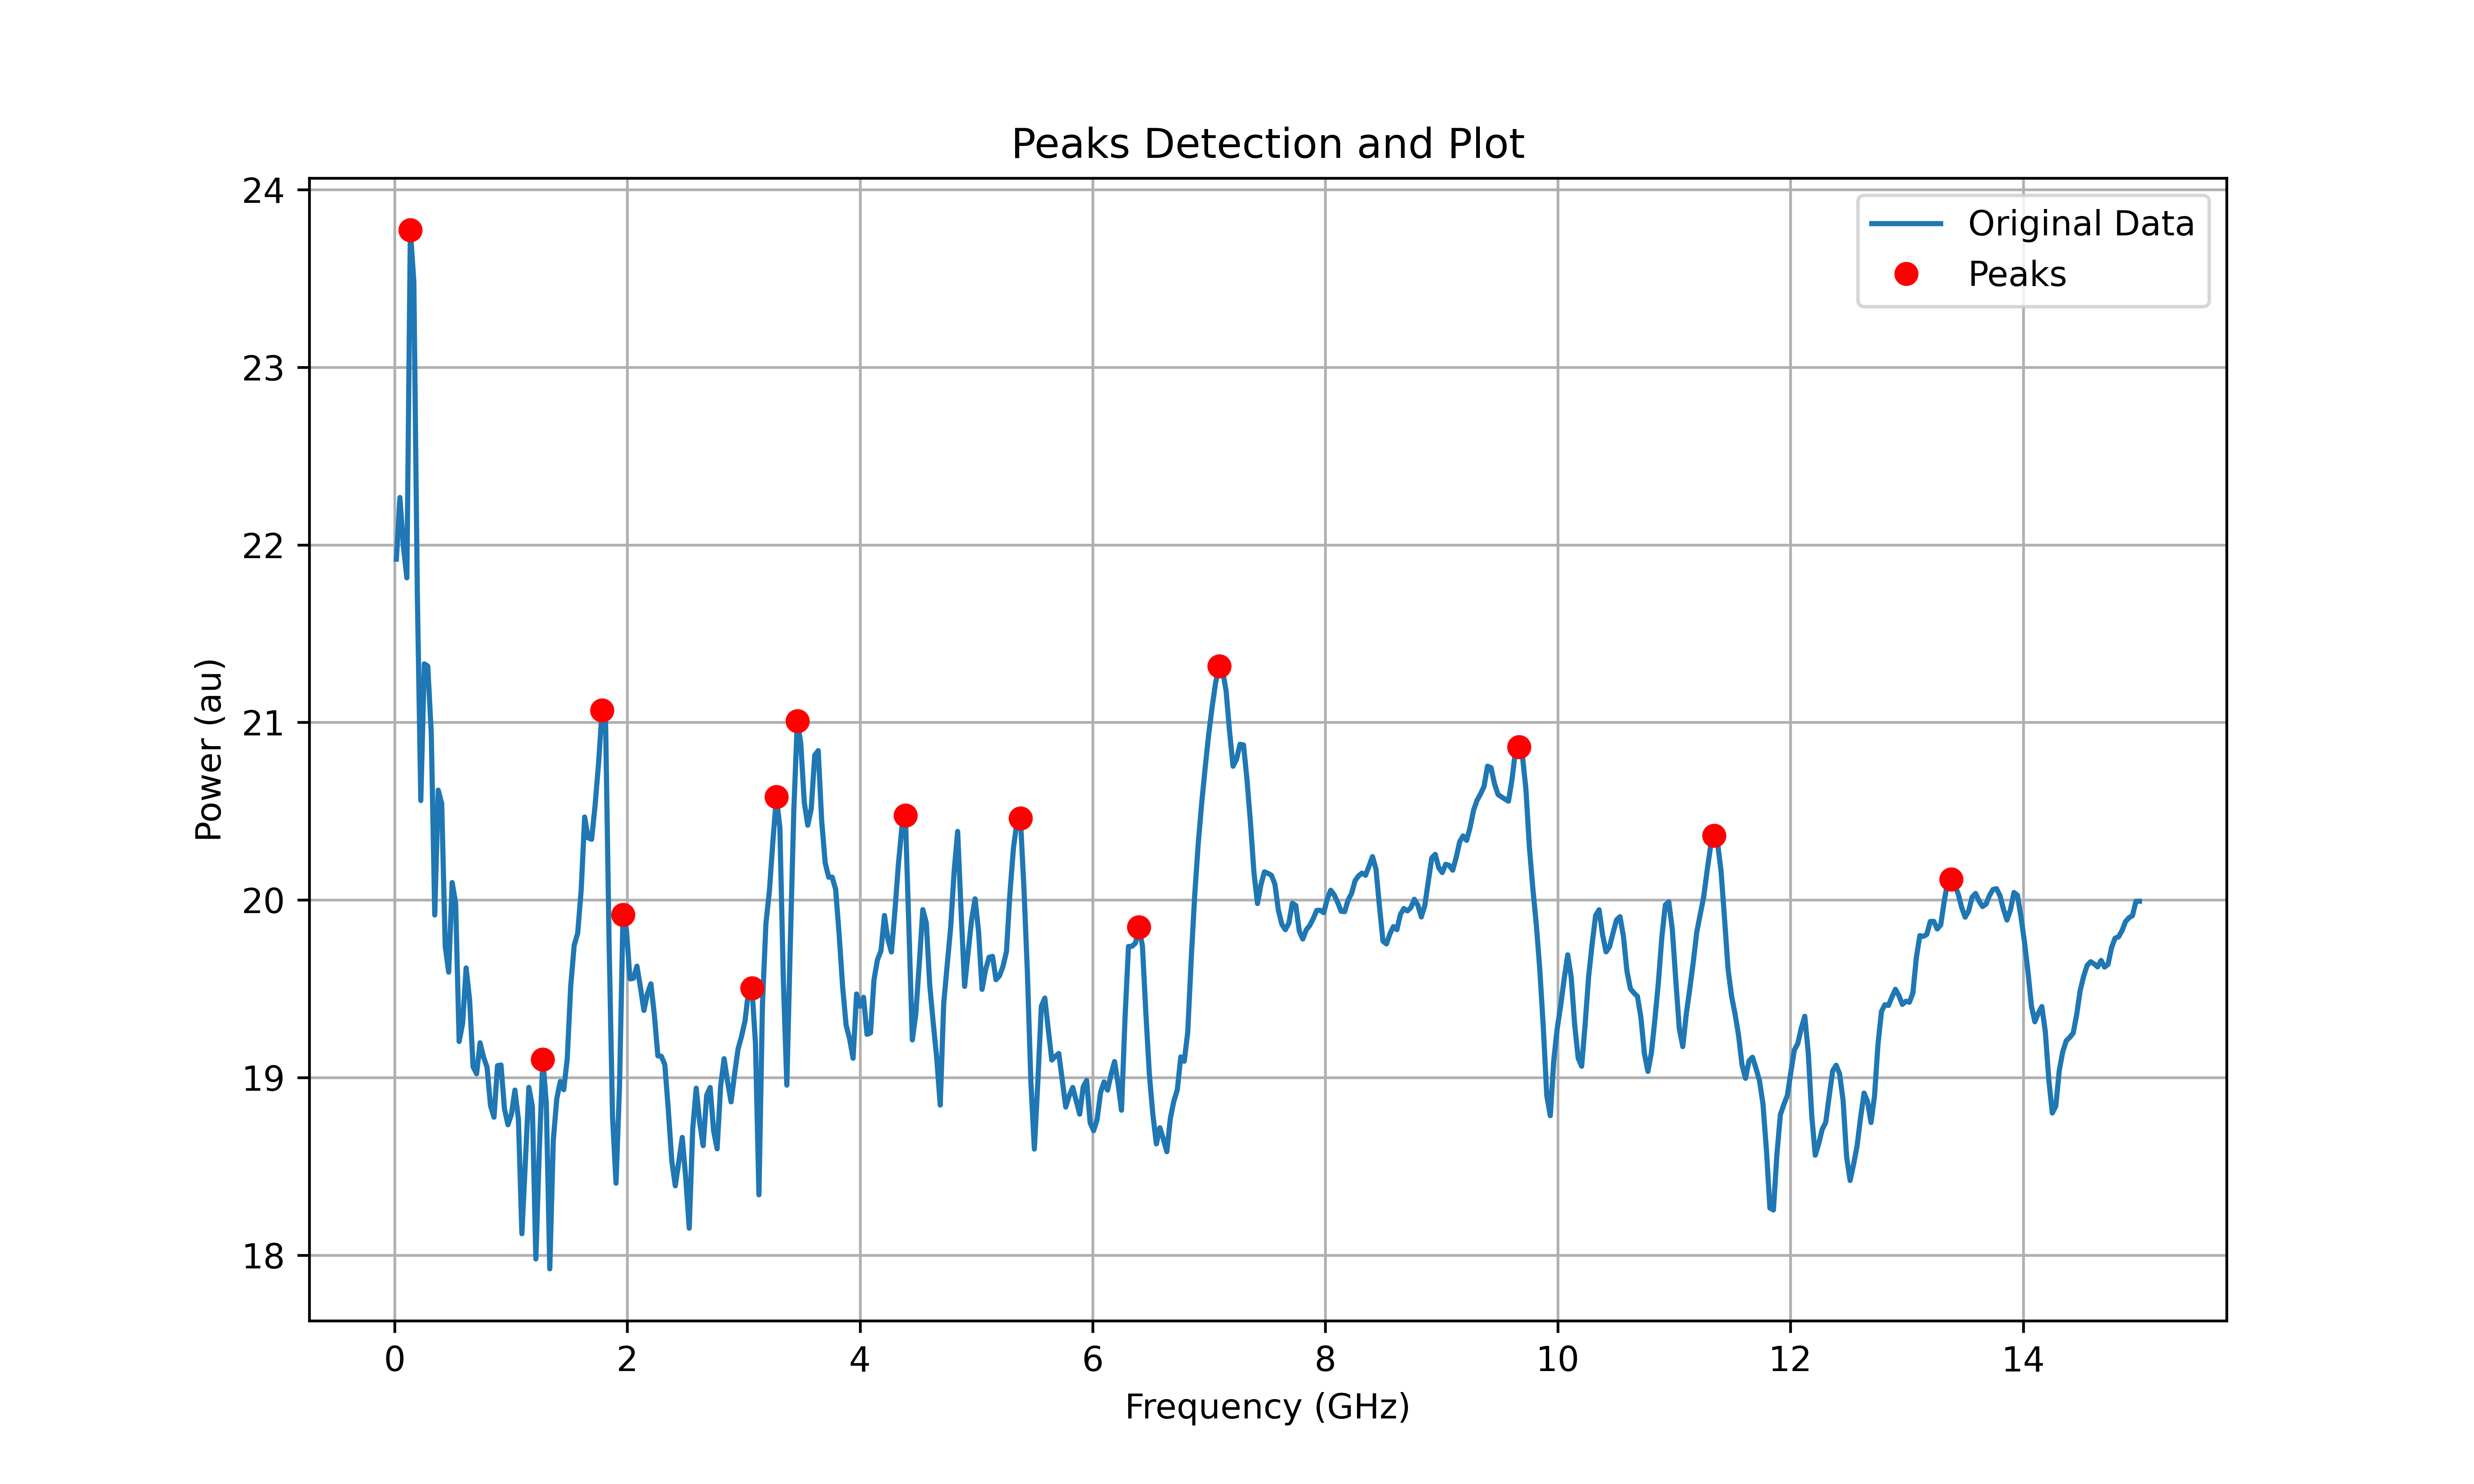 Peaks Detection and Plot
Original Data
Peaks
24
23
22
21
20
19
18
Power (au)
0 2 4 6 8 10 12 14
Frequency (GHz)